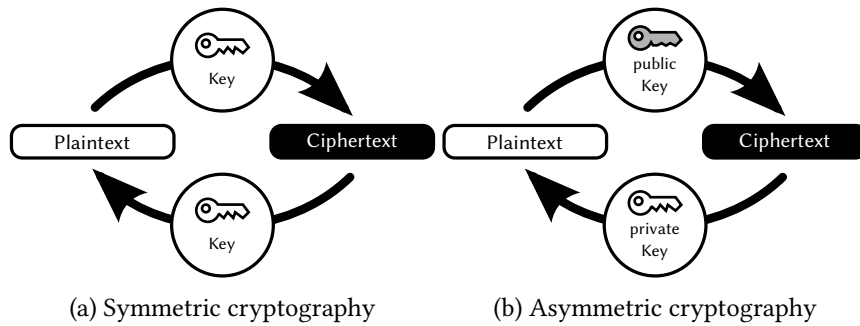 Key
Plaintext
Ciphertext
Key
(a) Symmetric cryptography
public
Key
Plaintext
Ciphertext
private
Key
(b) Asymmetric cryptography